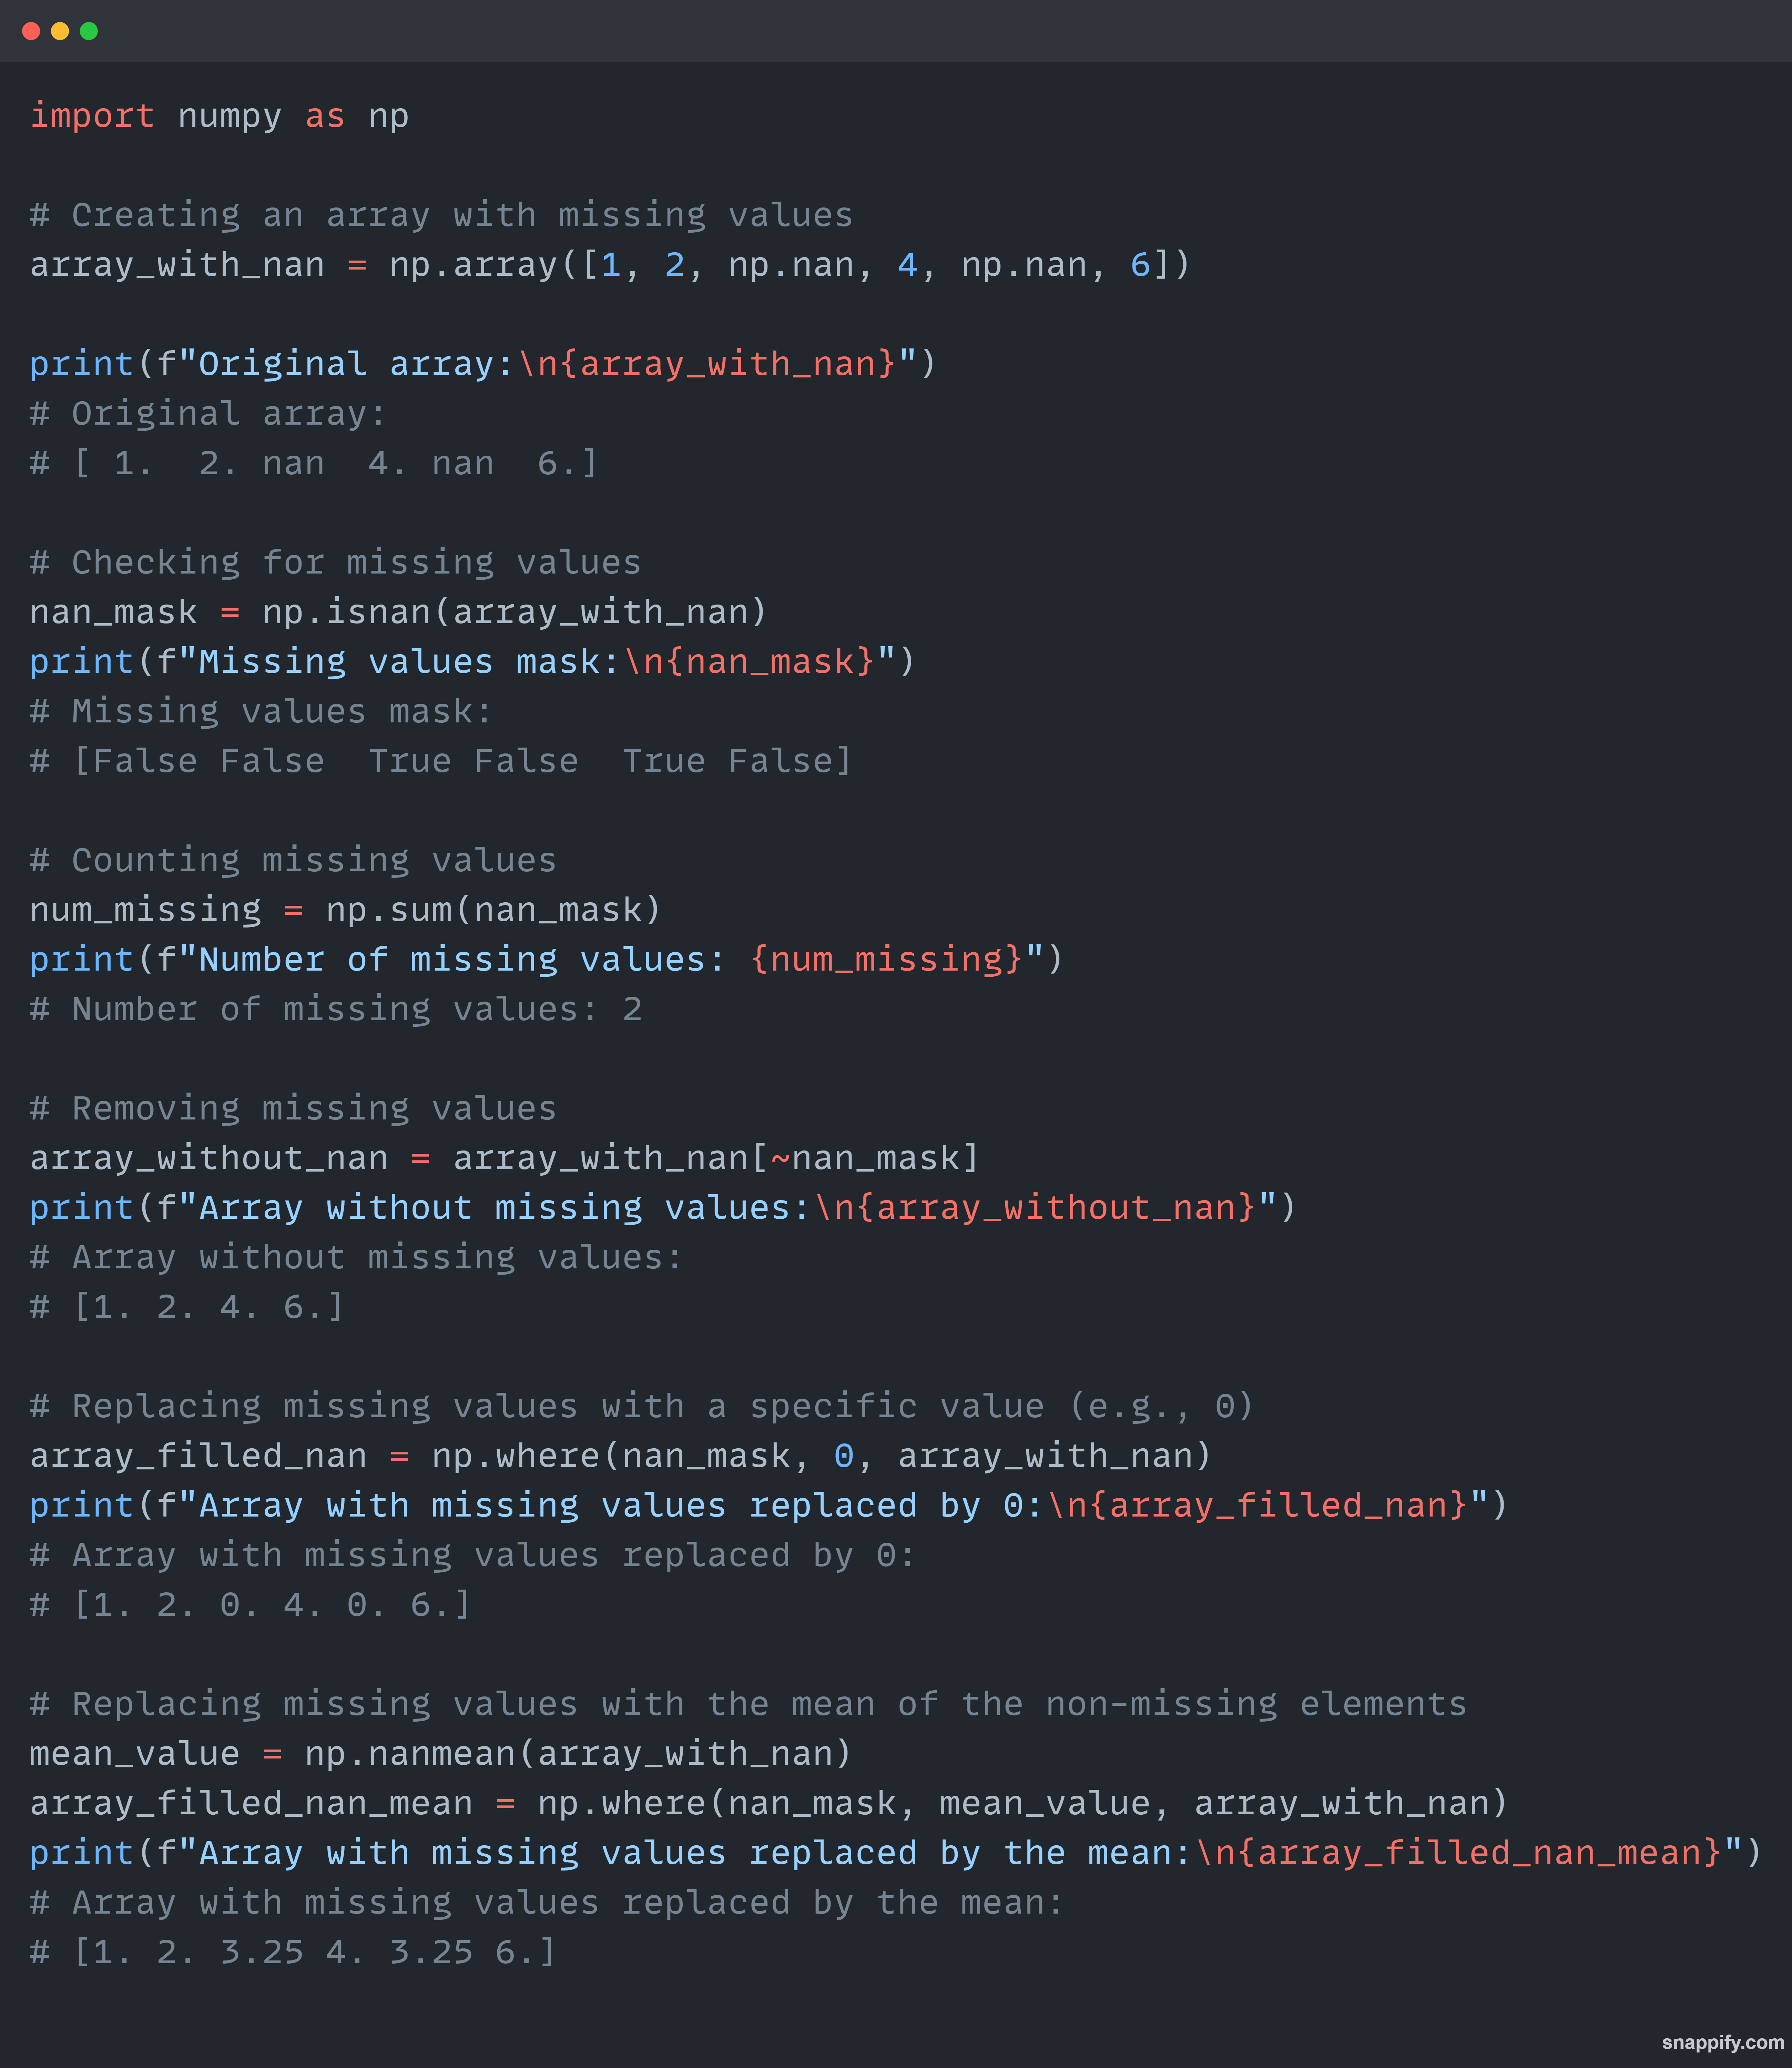 import numpy as np
# Creating an array with missing values
array_with_nan = np.array([1, 2, np.nan, 4, np.nan, 6])
print(f"Original array:\n{array_with_nan}")
# Original array:
# [ 1.  2. nan  4. nan  6.]
# Checking for missing values
nan_mask = np.isnan(array_with_nan)
print(f"Missing values mask:\n{nan_mask}")
# Missing values mask:
# [False False  True False  True False]
# Counting missing values
num_missing = np.sum(nan_mask)
print(f"Number of missing values: {num_missing}")
# Number of missing values: 2
# Removing missing values
array_without_nan = array_with_nan[~nan_mask]
print(f"Array without missing values:\n{array_without_nan}")
# Array without missing values:
# [1. 2. 4. 6.]
# Replacing missing values with a specific value (e.g., 0)
array_filled_nan = np.where(nan_mask, 0, array_with_nan)
print(f"Array with missing values replaced by 0:\n{array_filled_nan}")
# Array with missing values replaced by 0:
# [1. 2. 0. 4. 0. 6.]
# Replacing missing values with the mean of the non-missing elements
mean_value = np.nanmean(array_with_nan)
array_filled_nan_mean = np.where(nan_mask, mean_value, array_with_nan)
print(f"Array with missing values replaced by the mean:\n{array_filled_nan_mean}")
# Array with missing values replaced by the mean:
# [1. 2. 3.25 4. 3.25 6.]
snappify.com